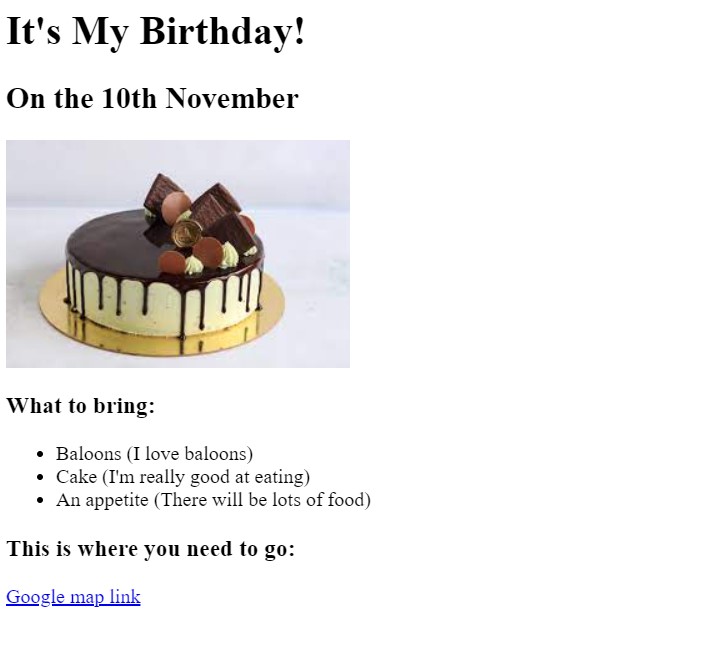 It's My Birthday!
On the 10th November
What to bring:
Baloons (I love baloons)
Cake (I'm really good at eating)
An appetite (There will be lots of food)
This is where you need to go:
Google map link